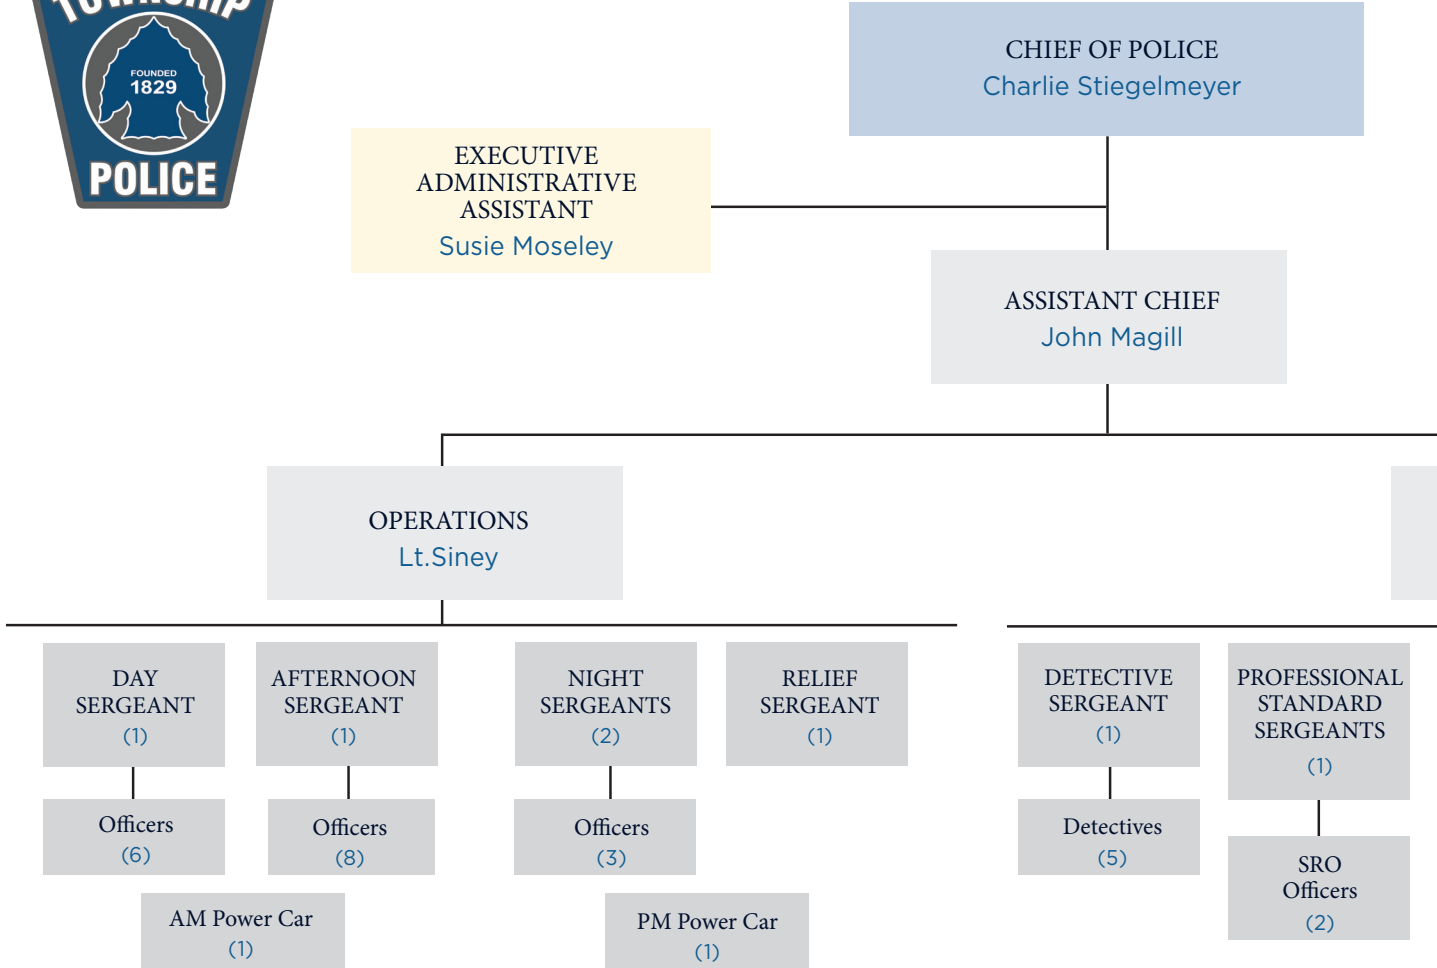 TOWNSHIP
FOUNDED
1829
POLICE
CHIEF OF POLICE
Charlie Stiegelmeyer
EXECUTIVE
ADMINISTRATIVE
ASSISTANT
Susie Moseley
ASSISTANT CHIEF
John Magill
OPERATIONS
Lt.Siney
DAY
SERGEANT
(1)
AFTERNOON
SERGEANT
(1)
NIGHT
SERGEANTS
(2)
RELIEF
SERGEANT
(1)
DETECTIVE
SERGEANT
(1)
PROFESSIONAL
STANDARD
SERGEANTS
(1)
Officers
(6)
Officers
(8)
Officers
(3)
Detectives
(5)
SRO
Officers
(2)
AM Power Car
(1)
PM Power Car
(1)